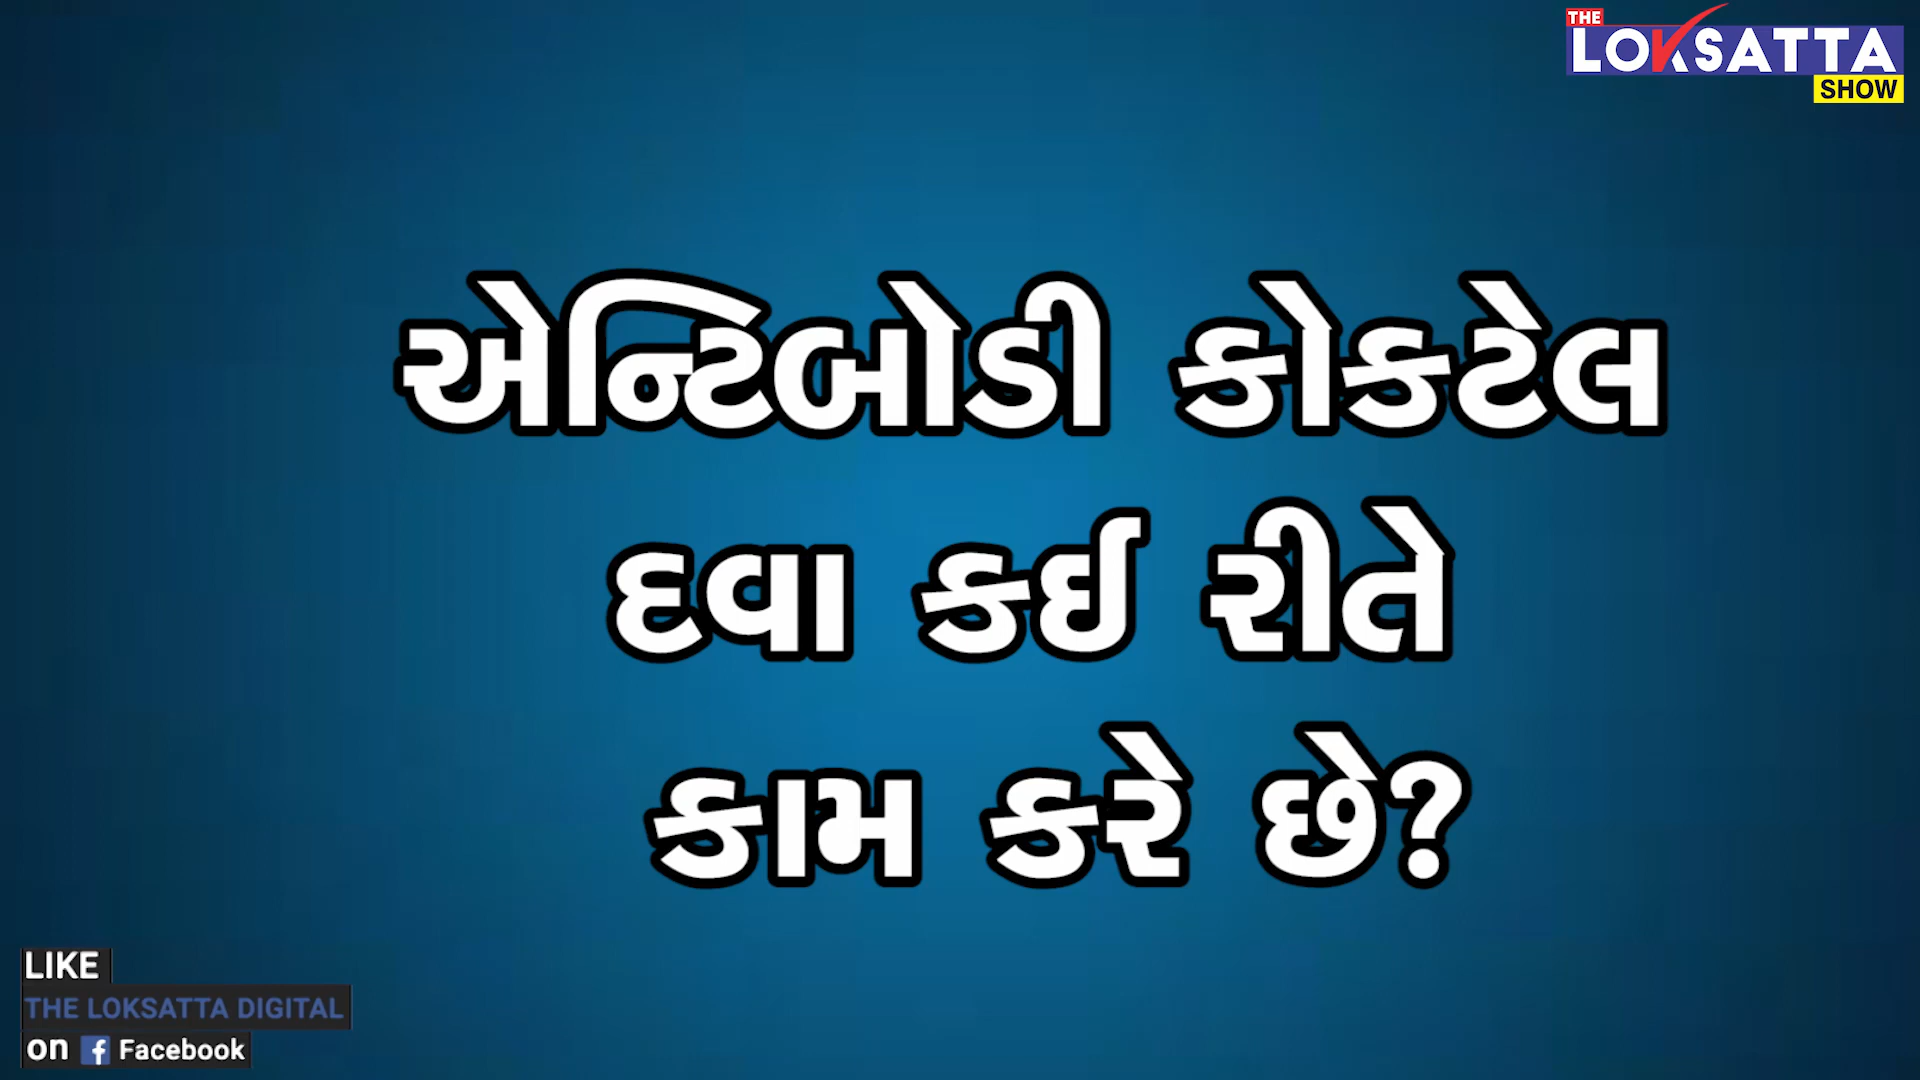 THE
LOKSATTA
SHOW
એન્ટિબોડી કોકટેલ
દવા કઈ રીતે
કામ કરે છે?
LIKE
THE LOKSATTA DIGITAL
on f Facebook